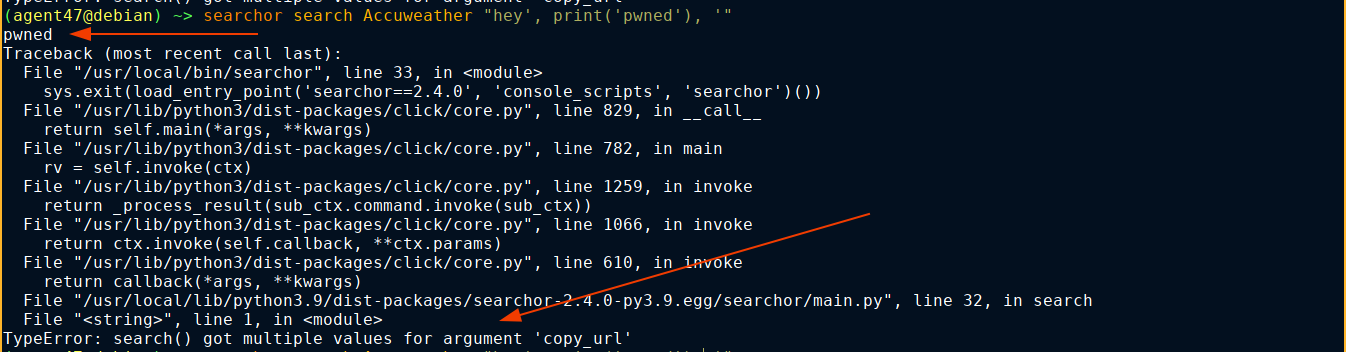 TypeError: search() got multiple values for argument 'copy_url'
(agent47@debian) ~> searchor search Accuweather "hey', print('pwned'), '"
pwned
Traceback (most recent call last):
  File "/usr/local/bin/searchor", line 33, in <module>
    sys.exit(load_entry_point('searchor==2.4.0', 'console_scripts', 'searchor')())
  File "/usr/lib/python3/dist-packages/click/core.py", line 829, in __call__
    return self.main(*args, **kwargs)
  File "/usr/lib/python3/dist-packages/click/core.py", line 782, in main
    rv = self.invoke(ctx)
  File "/usr/lib/python3/dist-packages/click/core.py", line 1259, in invoke
    return _process_result(sub_ctx.command.invoke(sub_ctx))
  File "/usr/lib/python3/dist-packages/click/core.py", line 1066, in invoke
    return ctx.invoke(self.callback, **ctx.params)
  File "/usr/lib/python3/dist-packages/click/core.py", line 610, in invoke
    return callback(*args, **kwargs)
  File "/usr/local/lib/python3.9/dist-packages/searchor-2.4.0-py3.9.egg/searchor/main.py", line 32, in search
  File "<string>", line 1, in <module>
TypeError: search() got multiple values for argument 'copy_url'